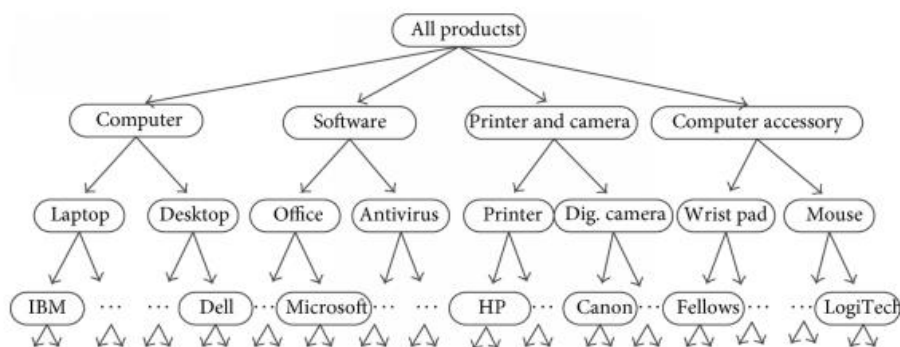 All productst
Computer Software Printer and camera Computer accessory
Laptop Desktop Office Antivirus Printer Dig. camera Wrist pad Mouse
IBM ... ... Dell ... Microsoft ... ... HP ... Canon ... Fellows ... ... LogiTech